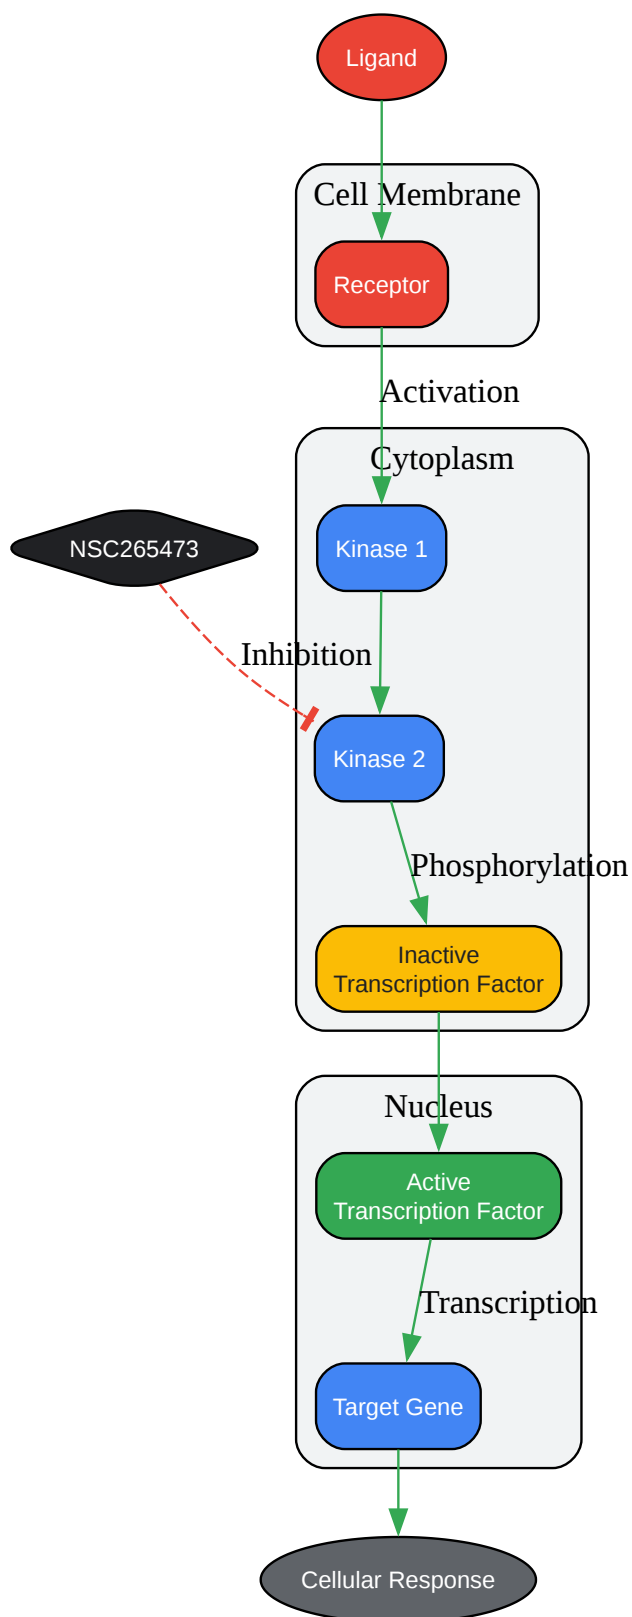 Ligand
Cell Membrane
Receptor
Activation
Cytoplasm
Kinase 1
NSC265473
Inhibition
Kinase 2
Phosphorylation
Inactive
Transcription Factor
Nucleus
Active
Transcription Factor
Transcription
Target Gene
Cellular Response